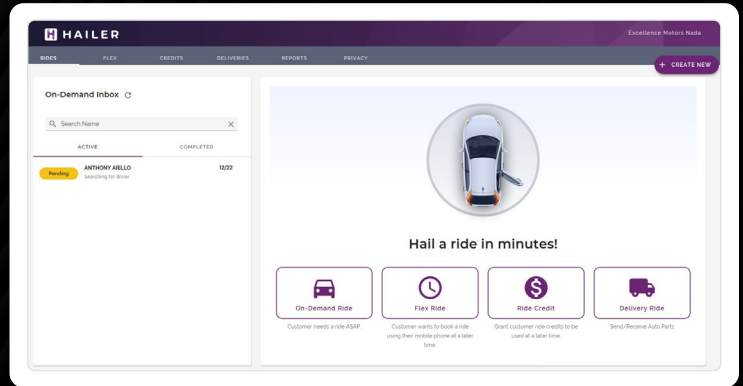 HAILER
Excellence Motors Nada
RIDES FLEX CREDITS DELIVERIES REPORTS PRIVACY
+ CREATE NEW
On-Demand Inbox
Search Name
ACTIVE COMPLETED
Pending
ANTHONY AIELLO 12/22
Searching for driver
Hail a ride in minutes!
On-Demand Ride
Customer needs a ride ASAP.
Flex Ride
Customer wants to book a ride
using their mobile phone at a later
time.
Ride Credit
Grant customer ride credits to be
used at a later time.
Delivery Ride
Send/Receive Auto Parts